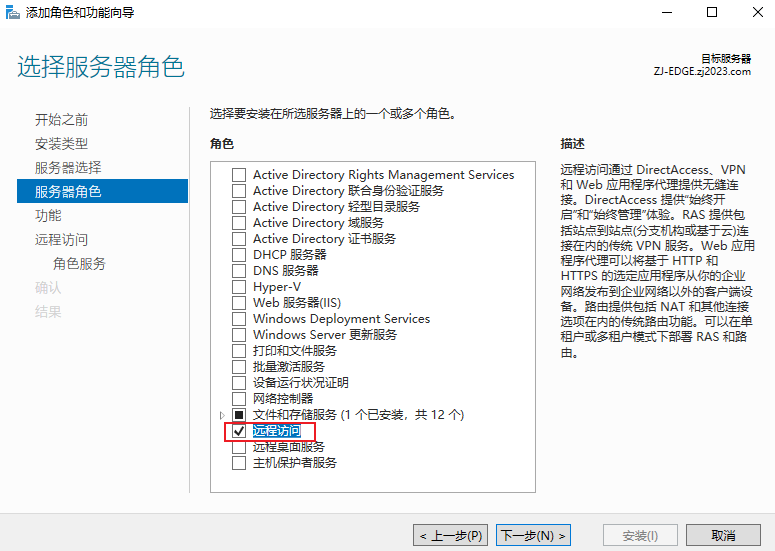 添加角色和功能向导
选择服务器角色
目标服务器
ZJ-EDGE.zj2023.com
开始之前
安装类型
服务器选择
服务器角色
功能
远程访问
角色服务
确认
结果
选择要安装在所选服务器上的一个或多个角色。
角色
Active Directory Rights Management Services
Active Directory 联合身份验证服务
Active Directory 轻型目录服务
Active Directory 域服务
Active Directory 证书服务
DHCP 服务器
DNS 服务器
Hyper-V
Web 服务器(IIS)
Windows Deployment Services
Windows Server 更新服务
打印和文件服务
批量激活服务
设备运行状况证明
网络控制器
文件和存储服务 (1 个已安装，共 12 个)
远程访问
远程桌面服务
主机保护者服务
描述
远程访问通过 DirectAccess、VPN
和 Web 应用程序代理提供无缝连
接。DirectAccess 提供"始终开
启"和"始终管理"体验。RAS 提供包
括站点到站点(分支机构或基于云)连
接在内的传统 VPN 服务。Web 应用
程序代理可以将基于 HTTP 和
HTTPS 的选定应用程序从你的企业
网络发布到企业网络以外的客户端设
备。路由提供包括 NAT 和其他连接
选项在内的传统路由功能。可以在单
租户或多租户模式下部署 RAS 和路
由。
< 上一步(P)
下一步(N) >
安装(I)
取消